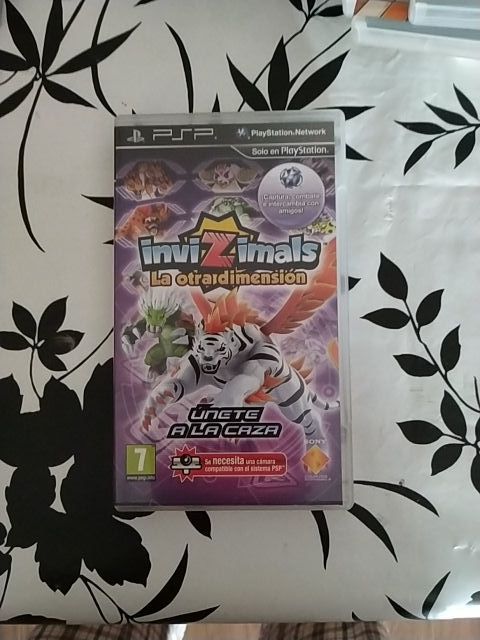 PSP
PlayStation®Network
Solo en PlayStation®
¡Captura, combate
e intercambia con
amigos!
inviZimals
La otra dimensión
ÚNETE
A LA CAZA
7
www.pegi.info
Se necesita una cámara
compatible con el sistema PSP™
SONY